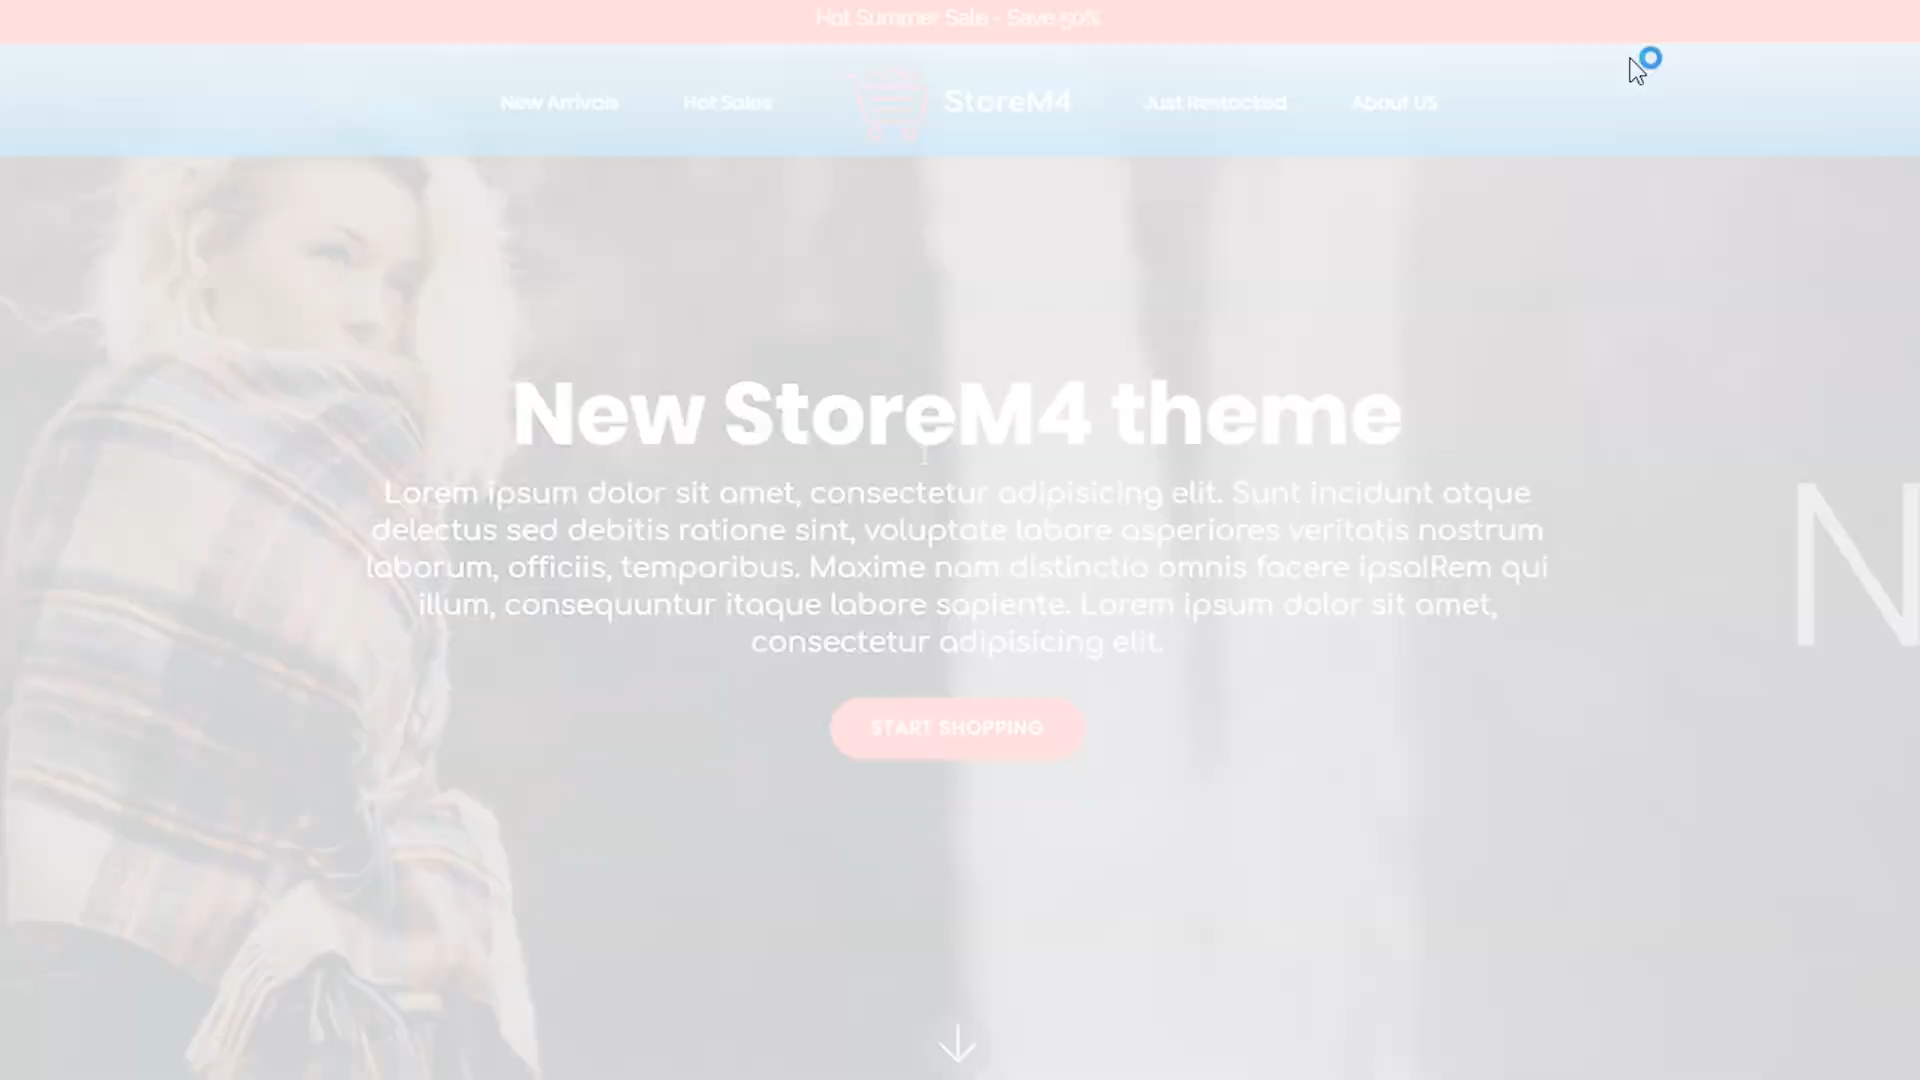 Hot Summer Sale - Save 50%
New Arrivals
Hot Sales
StoreM4
Just Restocked
About US
New StoreM4 theme
Lorem ipsum dolor sit amet, consectetur adipisicing elit. Sunt incidunt atque
delectus sed debitis ratione sint, voluptate labore asperiores veritatis nostrum
laborum, officiis, temporibus. Maxime nam distinctio omnis facere ipsa!Rem qui
illum, consequuntur itaque labore sapiente. Lorem ipsum dolor sit amet,
consectetur adipisicing elit.
START SHOPPING
N